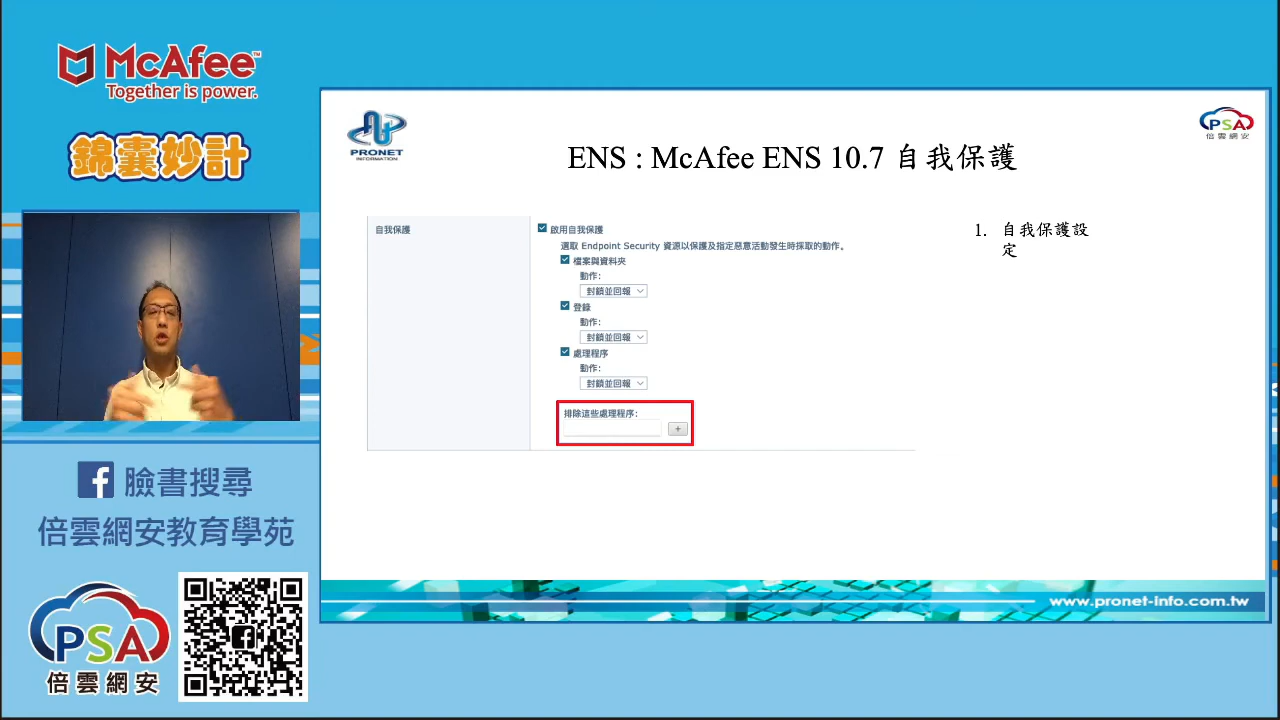 McAfee™
Together is power.
錦囊妙計
臉書搜尋
倍雲網安教育學苑
PSA
倍雲網安
PRONET
INFORMATION
PSA
倍雲網安
ENS : McAfee ENS 10.7 自我保護
自我保護
啟用自我保護
選取 Endpoint Security 資源以保護及指定惡意活動發生時採取的動作。
檔案與資料夾
動作:
封鎖並回報
登錄
動作:
封鎖並回報
處理程序
動作:
封鎖並回報
排除這些處理程序:
+
1. 自我保護設
定
www.pronet-info.com.tw